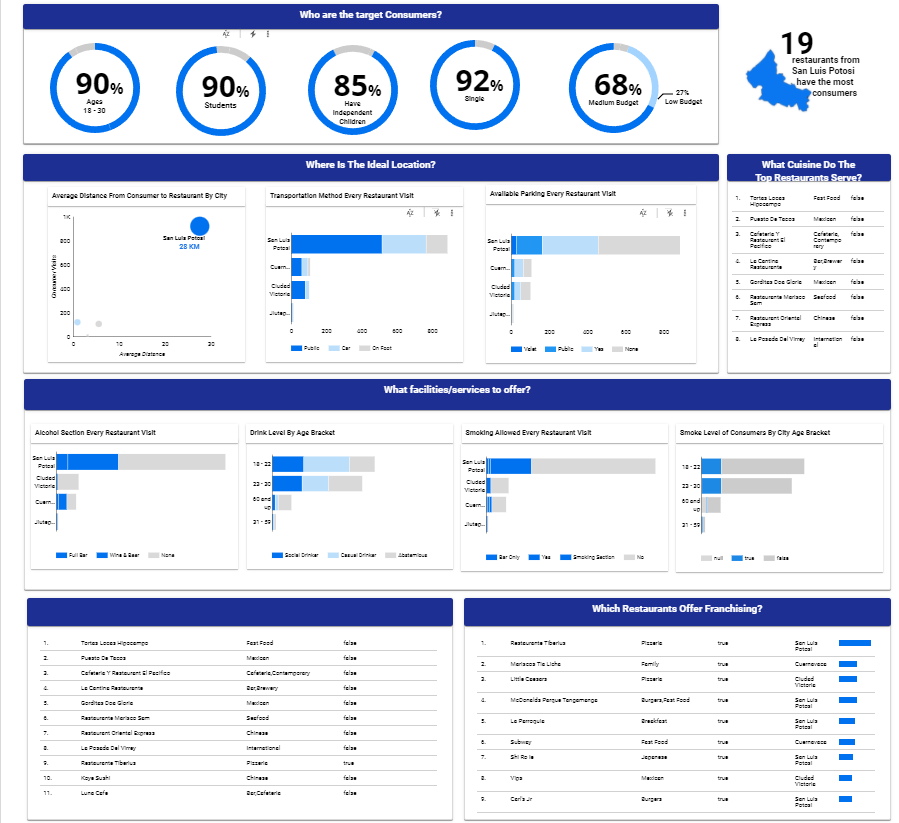 Who are the target Consumers?
90%
Ages
18 - 30
90%
Students
85%
Have
Independent
Children
92%
Single
68%
Medium Budget
27%
Low Budget
19
restaurants from
San Luis Potosi
have the most
consumers
Where Is The Ideal Location?
Average Distance From Consumer to Restaurant By City
Consumer Visits
1K
800
600
400
200
0
San Luis Potosi
28 KM
0
10
20
30
Average Distance
Transportation Method Every Restaurant Visit
San Luis
Potosi
Cuern...
Ciudad
Victoria
Jiutep...
0
200
400
600
800
Public
Car
On Foot
Available Parking Every Restaurant Visit
San Luis
Potosi
Cuern...
Ciudad
Victoria
Jiutep...
0
200
400
600
800
Valet
Public
Yes
None
What Cuisine Do The
Top Restaurants Serve?
1. Tortas Locas Fast Food false
Hipocampo
2. Puesto De Tacos Mexican false
3. Cafeteria Y Cafeteria, false
Restaurant El Contempo
Pacifico rary
4. La Cantina Bar,Brewer false
Restaurante y
5. Gorditas Doa Gloria Mexican false
6. Restaurante Marisco Seafood false
Sam
7. Restaurant Oriental Chinese false
Express
8. La Posada Del Virrey Internation false
al
What facilities/services to offer?
Alcohol Section Every Restaurant Visit
San Luis
Potosi
Ciudad
Victoria
Cuern...
Jiutep...
Full Bar
Wine & Beer
None
Drink Level By Age Bracket
18 - 22
23 - 30
60 and
up
31 - 59
Social Drinker
Casual Drinker
Abstemious
Smoking Allowed Every Restaurant Visit
San Luis
Potosi
Ciudad
Victoria
Cuern...
Jiutep...
Bar Only
Yes
Smoking Section
No
Smoke Level of Consumers By City Age Bracket
18 - 22
23 - 30
60 and
up
31 - 59
null
true
false
1. Tortas Locas Hipocampo Fast Food false
2. Puesto De Tacos Mexican false
3. Cafeteria Y Restaurant El Pacifico Cafeteria,Contemporary false
4. La Cantina Restaurante Bar,Brewery false
5. Gorditas Doa Gloria Mexican false
6. Restaurante Marisco Sam Seafood false
7. Restaurant Oriental Express Chinese false
8. La Posada Del Virrey International false
9. Restaurante Tiberius Pizzeria true
10. Koye Sushi Chinese false
11. Luna Cafe Bar,Cafeteria false
Which Restaurants Offer Franchising?
1. Restaurante Tiberius Pizzeria true San Luis
Potosi
2. Mariscos Tia Licha Family true Cuernavaca
3. Little Caesers Pizzeria true Ciudad
Victoria
4. McDonalds Parque Tangamanga Burgers,Fast Food true San Luis
Potosi
5. La Parroquia Breakfast true San Luis
Potosi
6. Subway Fast Food true Cuernavaca
7. Shi Ro Ie Japanese true San Luis
Potosi
8. Vips Mexican true Ciudad
Victoria
9. Carl's Jr Burgers true San Luis
Potosi